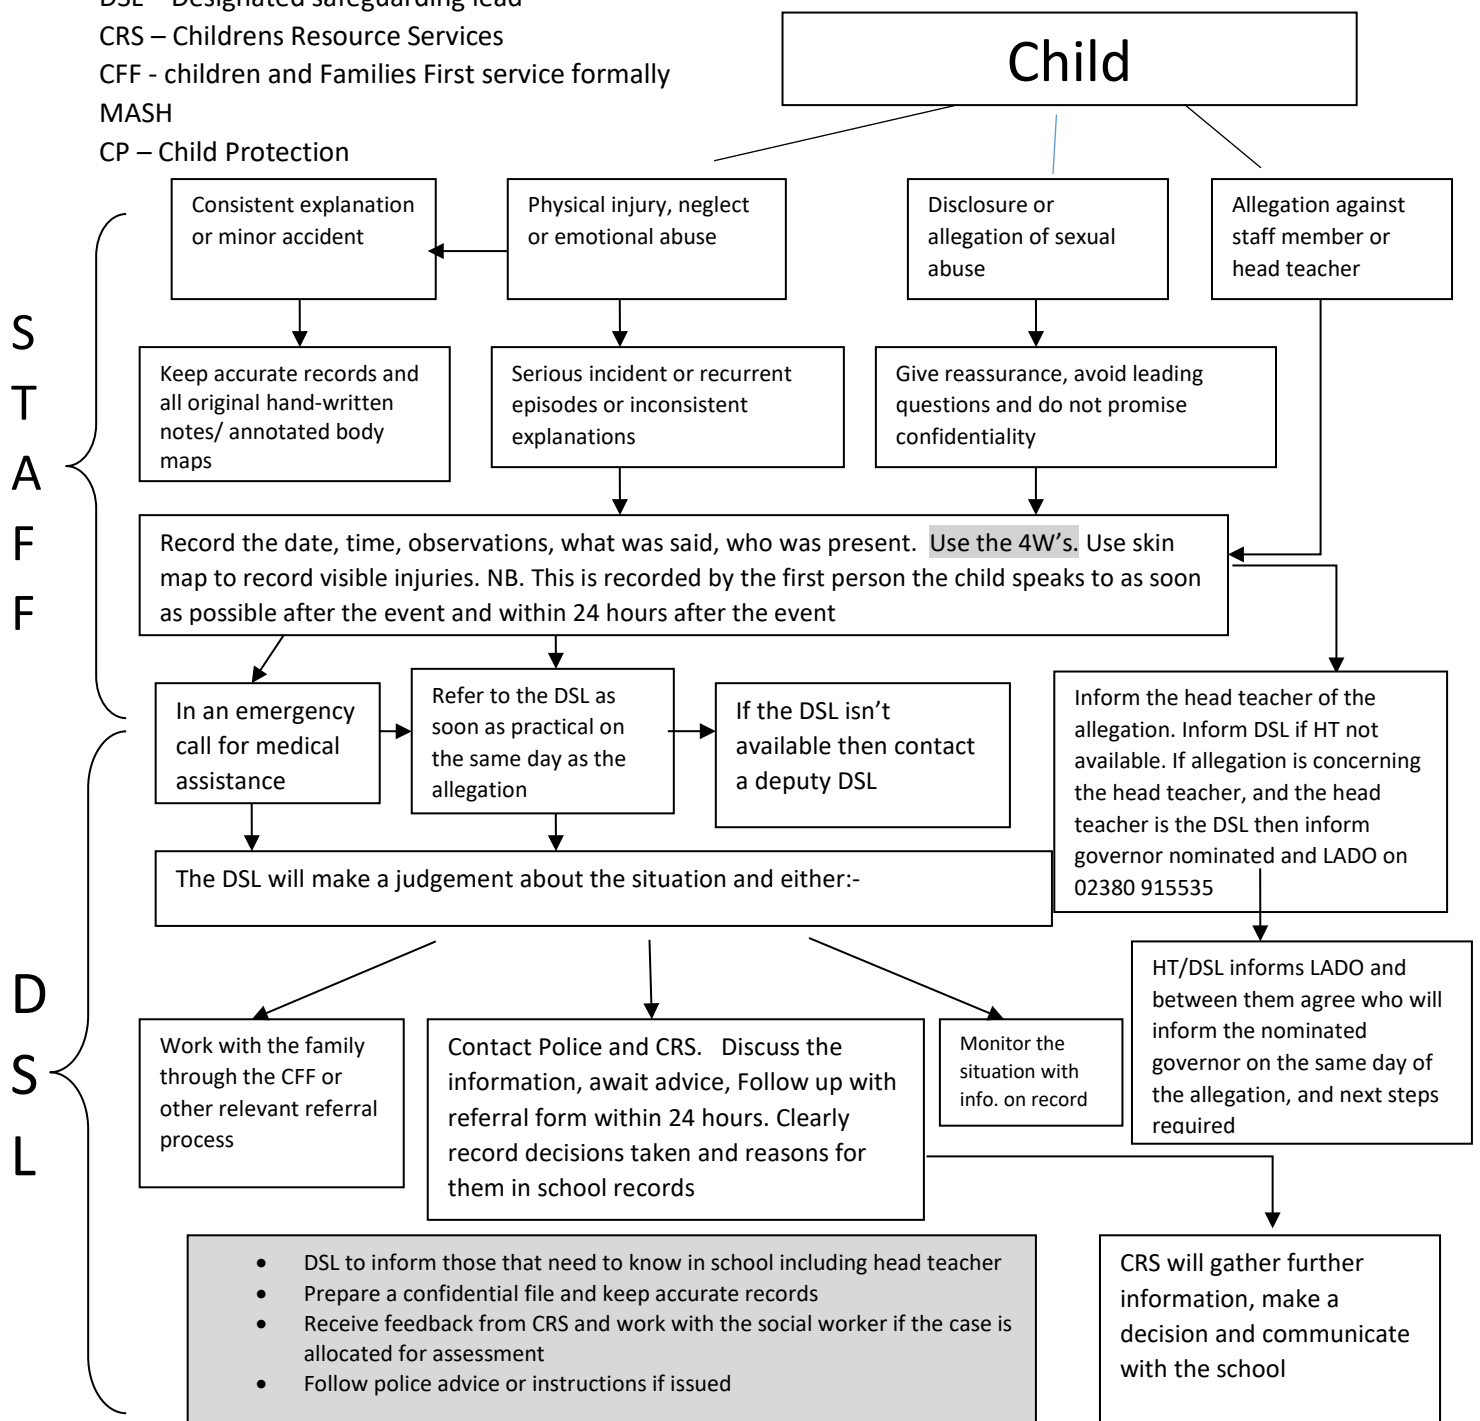 DSL – Designated safeguarding lead
CRS – Childrens Resource Services
CFF - children and Families First service formally
MASH
CP – Child Protection
Child
Consistent explanation
or minor accident
Physical injury, neglect
or emotional abuse
Disclosure or
allegation of sexual
abuse
Allegation against
staff member or
head teacher
S
T
A
F
F
Keep accurate records and
all original hand-written
notes/ annotated body
maps
Serious incident or recurrent
episodes or inconsistent
explanations
Give reassurance, avoid leading
questions and do not promise
confidentiality
Record the date, time, observations, what was said, who was present. Use the 4W’s. Use skin
map to record visible injuries. NB. This is recorded by the first person the child speaks to as soon
as possible after the event and within 24 hours after the event
In an emergency
call for medical
assistance
Refer to the DSL as
soon as practical on
the same day as the
allegation
If the DSL isn’t
available then contact
a deputy DSL
Inform the head teacher of the
allegation. Inform DSL if HT not
available. If allegation is concerning
the head teacher, and the head
teacher is the DSL then inform
governor nominated and LADO on
02380 915535
The DSL will make a judgement about the situation and either:-
D
S
L
HT/DSL informs LADO and
between them agree who will
inform the nominated
governor on the same day of
the allegation, and next steps
required
Work with the family
through the CFF or
other relevant referral
process
Contact Police and CRS. Discuss the
information, await advice, Follow up with
referral form within 24 hours. Clearly
record decisions taken and reasons for
them in school records
Monitor the
situation with
info. on record
• DSL to inform those that need to know in school including head teacher
• Prepare a confidential file and keep accurate records
• Receive feedback from CRS and work with the social worker if the case is
allocated for assessment
• Follow police advice or instructions if issued
CRS will gather further
information, make a
decision and communicate
with the school